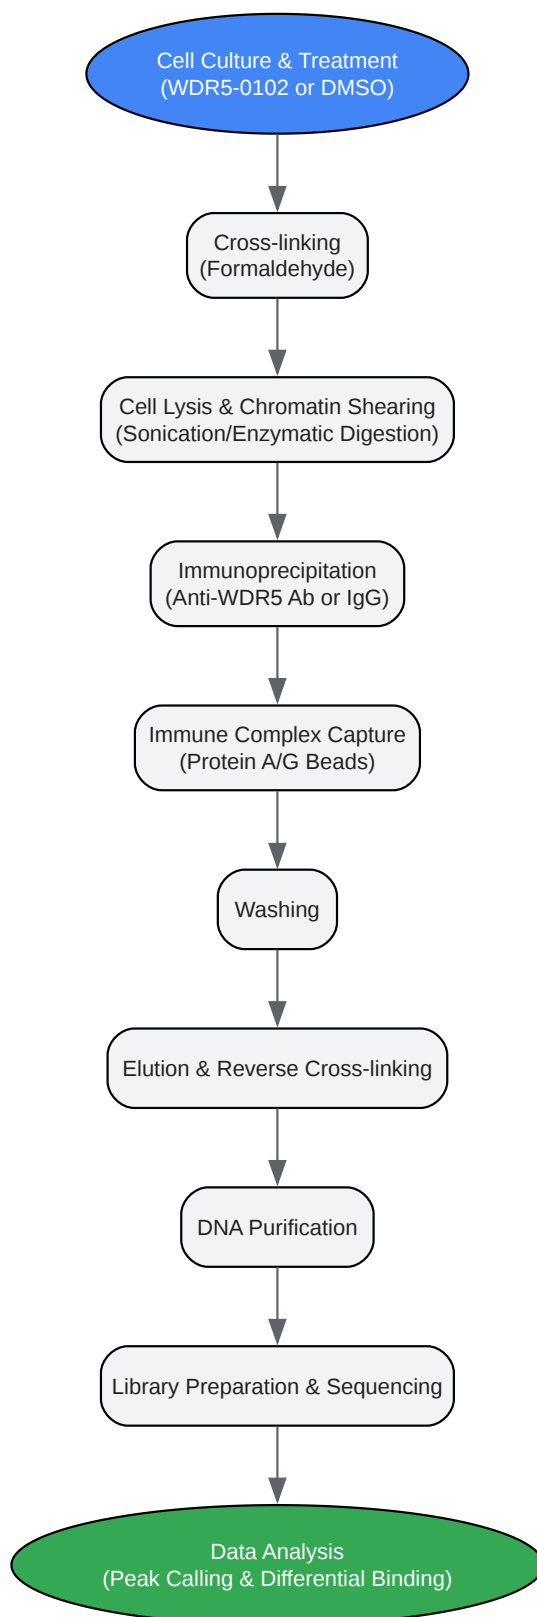 Cell Culture & Treatment
(WDR5-0102 or DMSO)
Cross-linking
(Formaldehyde)
Cell Lysis & Chromatin Shearing
(Sonication/Enzymatic Digestion)
Immunoprecipitation
(Anti-WDR5 Ab or IgG)
Immune Complex Capture
(Protein A/G Beads)
Washing
Elution & Reverse Cross-linking
DNA Purification
Library Preparation & Sequencing
Data Analysis
(Peak Calling & Differential Binding)